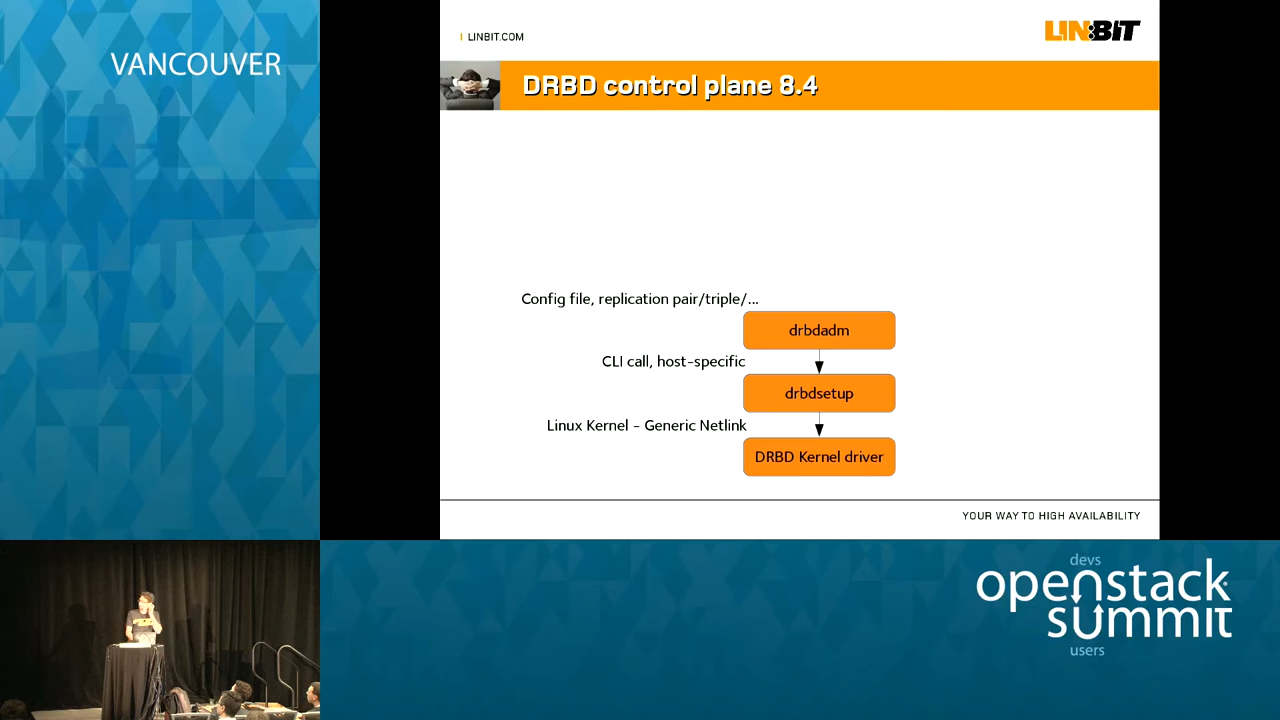 VANCOUVER
LINBIT.COM
LINBIT
DRBD control plane 8.4
Config file, replication pair/triple/...
drbdadm
CLI call, host-specific
drbdsetup
Linux Kernel - Generic Netlink
DRBD Kernel driver
YOUR WAY TO HIGH AVAILABILITY
devs
openstack
summit
users